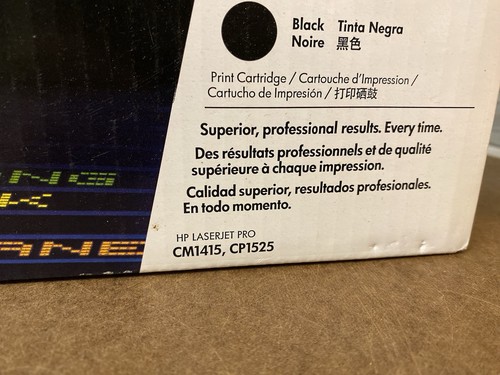 Black Tinta Negra
Noire 黑色
Print Cartridge / Cartouche d'Impression /
Cartucho de Impresión / 打印硒鼓
Superior, professional results. Every time.
Des résultats professionnels et de qualité
supérieure à chaque impression.
Calidad superior, resultados profesionales.
En todo momento.
HP LASERJET PRO
CM1415, CP1525